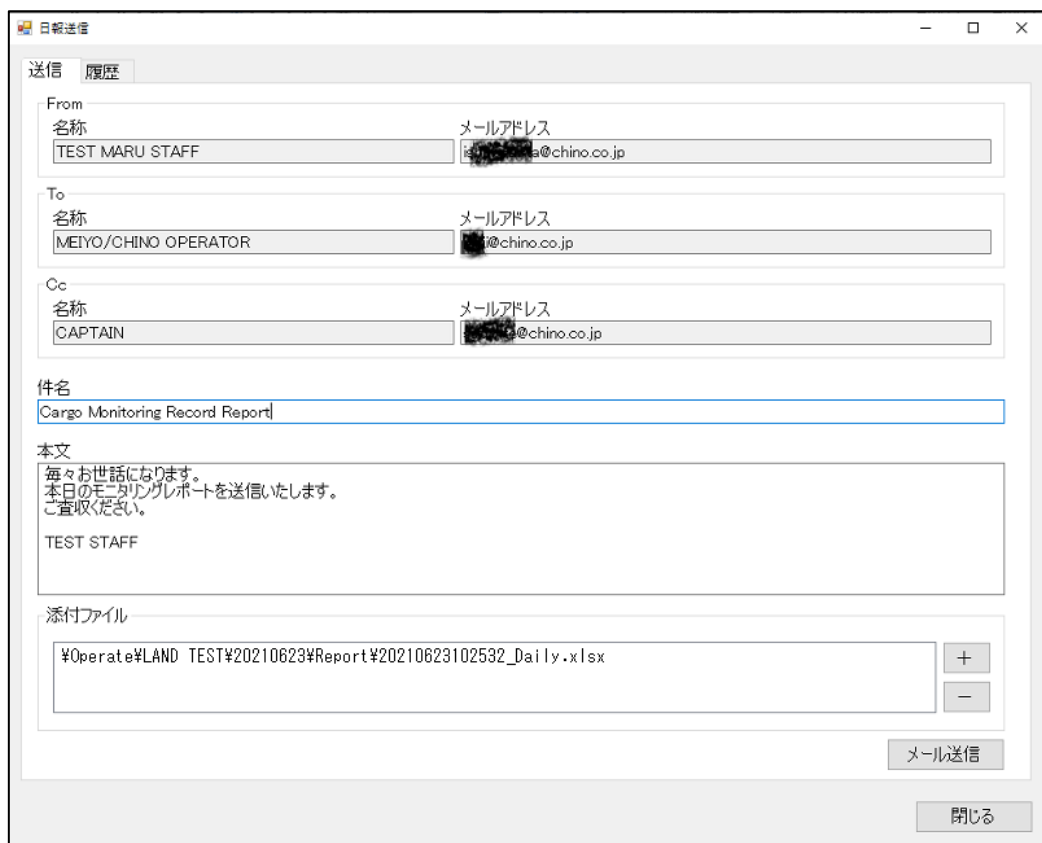 日報送信
送信 履歴
From
名称 メールアドレス
TEST MARU STAFF @chino.co.jp
To
名称 メールアドレス
MEIYO/CHINO OPERATOR @chino.co.jp
Cc
名称 メールアドレス
CAPTAIN @chino.co.jp
件名
Cargo Monitoring Record Report
本文
毎々お世話になります。
本日のモニタリングレポートを送信いたします。
ご査収ください。
TEST STAFF
添付ファイル
¥Operate¥LAND TEST¥20210623¥Report¥20210623102532_Daily.xlsx
+
-
メール送信
閉じる